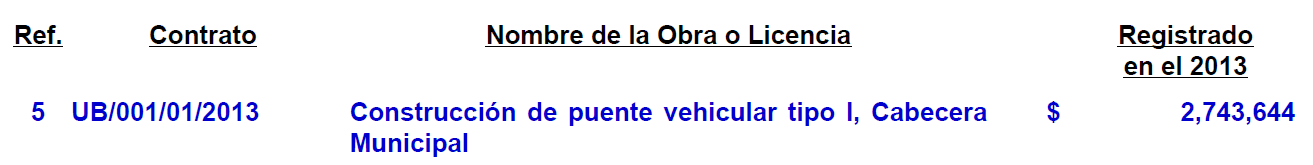 Ref. Contrato Nombre de la Obra o Licencia Registrado
en el 2013
5 UB/001/01/2013 Construcción de puente vehicular tipo I, Cabecera $ 2,743,644
Municipal